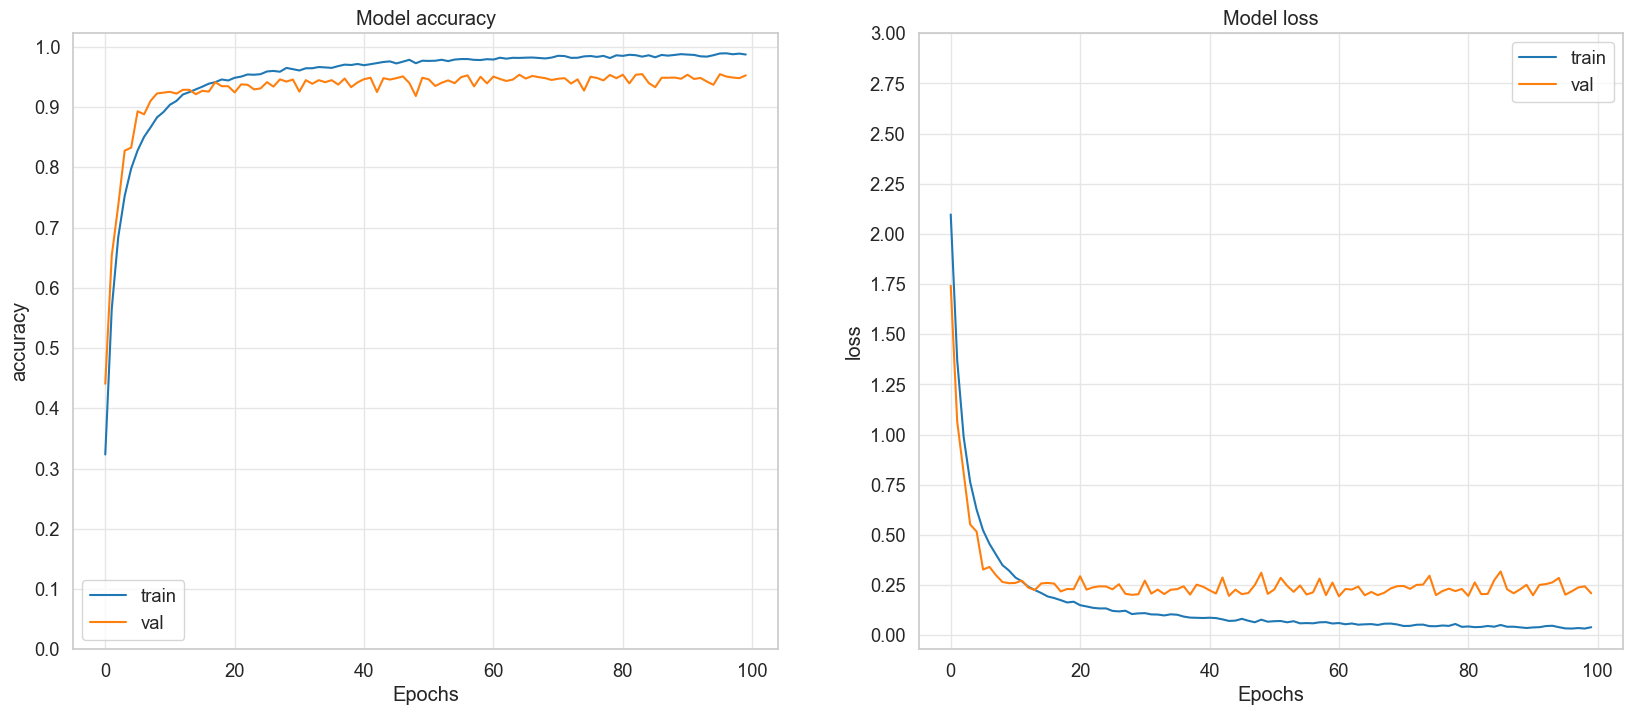 Model accuracy
1.0
0.9
0.8
0.7
0.6
0.5
0.4
0.3
0.2
0.1
0.0
accuracy
train
val
0 20 40 60 80 100
Epochs
Model loss
3.00
2.75
2.50
2.25
2.00
1.75
1.50
1.25
1.00
0.75
0.50
0.25
0.00
loss
train
val
0 20 40 60 80 100
Epochs